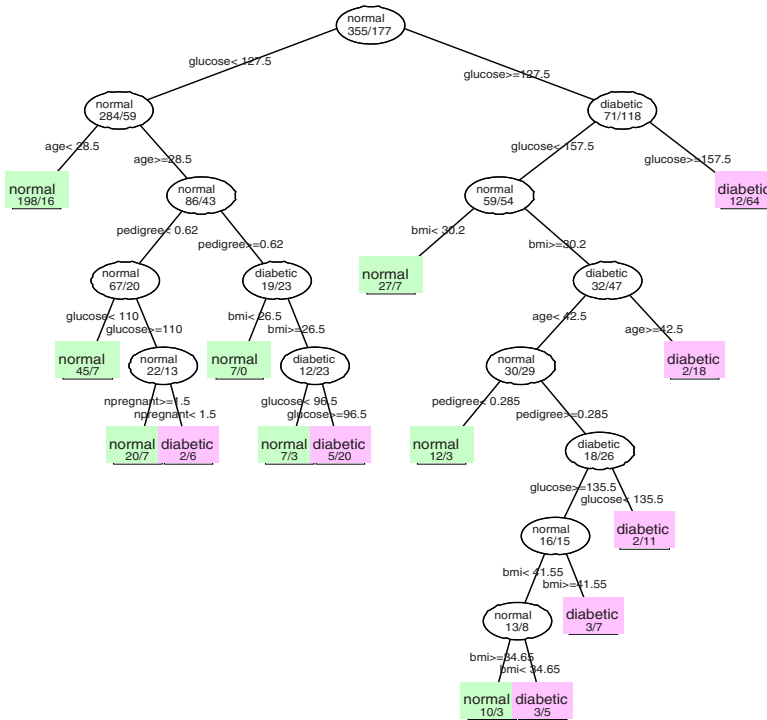 normal
355/177
glucose< 127.5
glucose>=127.5
normal
284/59
diabetic
71/118
age< 28.5
age>=28.5
glucose< 157.5
glucose>=157.5
normal
198/16
normal
86/43
normal
59/54
diabetic
12/64
pedigree< 0.62
pedigree>=0.62
bmi< 30.2
bmi>=30.2
normal
67/20
diabetic
19/23
normal
27/7
diabetic
32/47
glucose< 110
glucose>=110
bmi< 26.5
bmi>=26.5
age< 42.5
age>=42.5
normal
45/7
normal
22/13
normal
7/0
diabetic
12/23
normal
30/29
diabetic
2/18
npregnant>=1.5
npregnant< 1.5
glucose< 96.5
glucose>=96.5
pedigree< 0.285
pedigree>=0.285
normal
20/7
diabetic
2/6
normal
7/3
diabetic
5/20
normal
12/3
diabetic
18/26
glucose>=135.5
glucose< 135.5
normal
16/15
diabetic
2/11
bmi< 41.55
bmi>=41.55
normal
13/8
diabetic
3/7
bmi>=34.65
bmi< 34.65
normal
10/3
diabetic
3/5